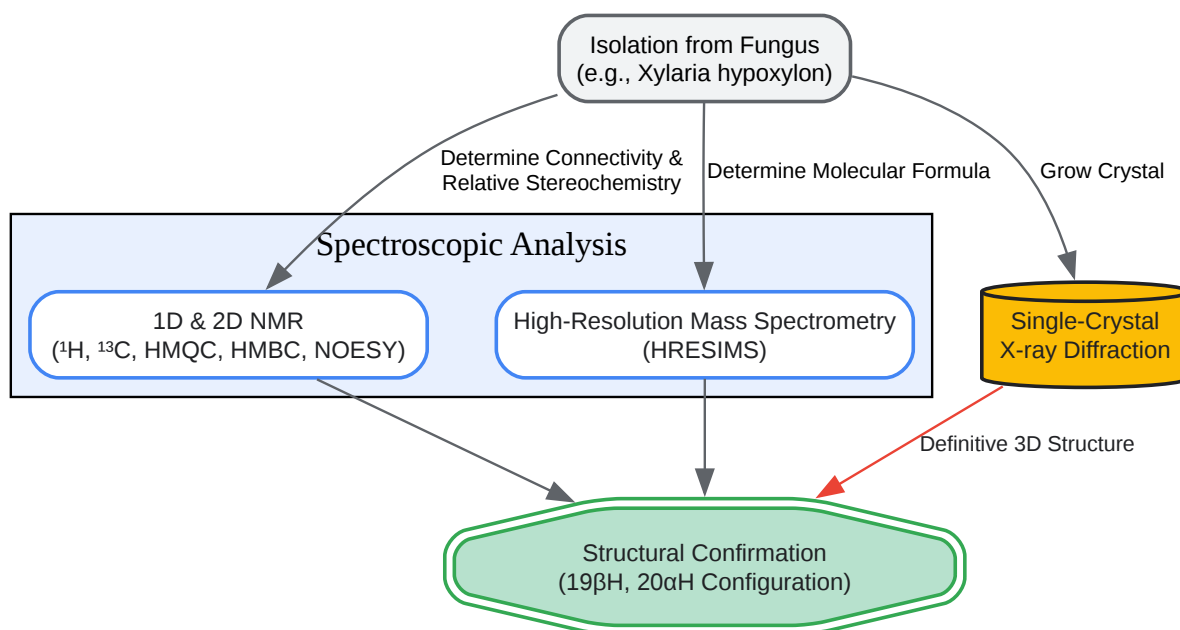 Isolation from Fungus
(e.g., Xylaria hypoxylon)
Determine Connectivity &
Relative Stereochemistry
Determine Molecular Formula
Grow Crystal
Spectroscopic Analysis
1D & 2D NMR
(¹H, ¹³C, HMQC, HMBC, NOESY)
High-Resolution Mass Spectrometry
(HRESIMS)
Single-Crystal
X-ray Diffraction
Definitive 3D Structure
Structural Confirmation
(19βH, 20αH Configuration)